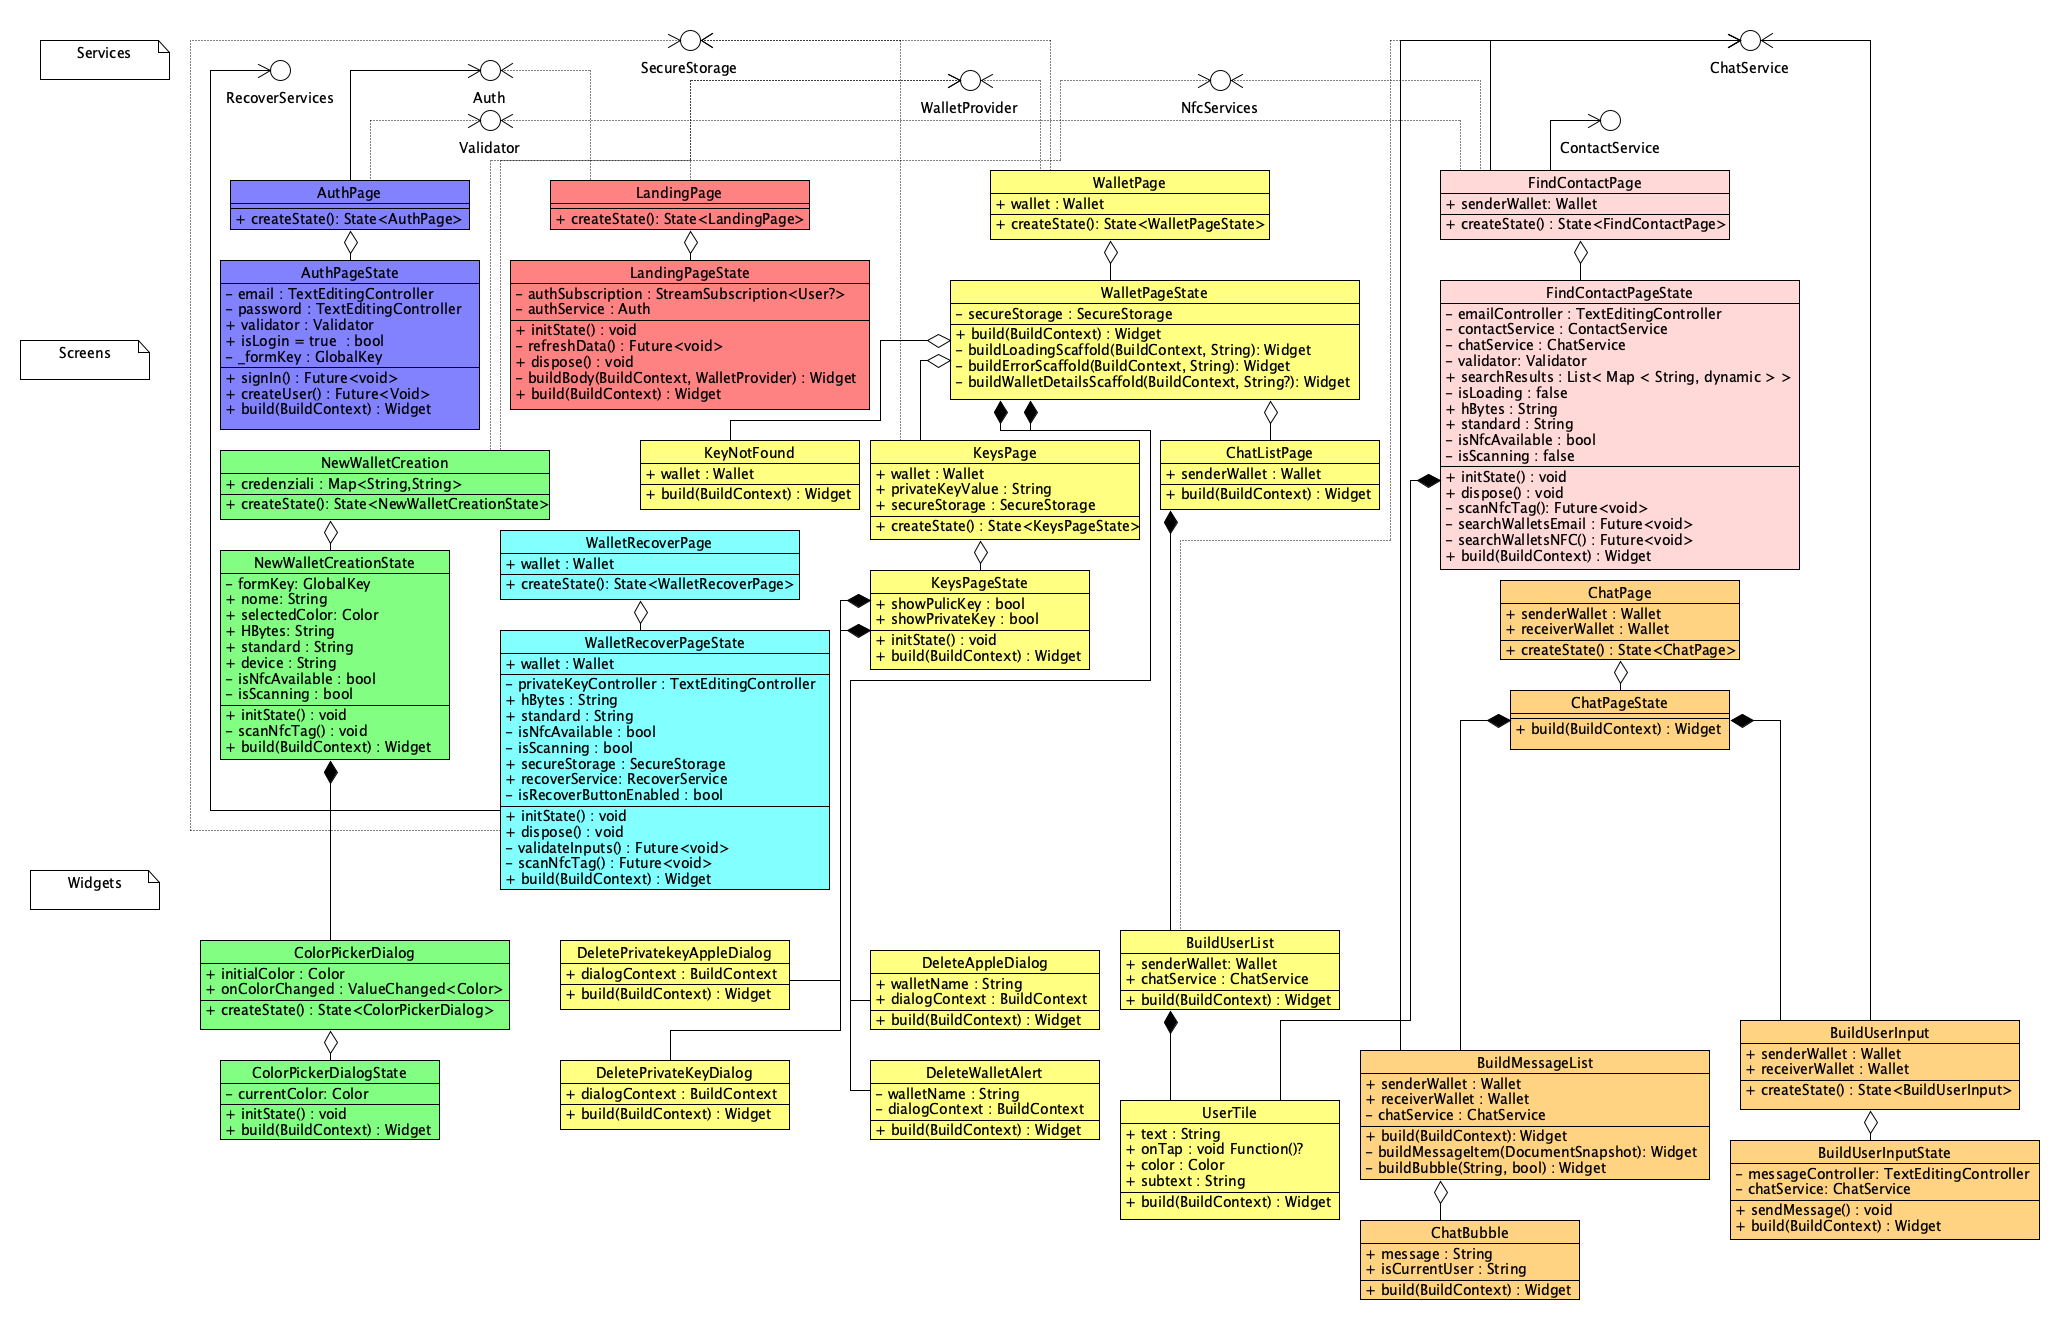 Services
SecureStorage
ChatService
RecoverServices
Auth
WalletProvider
NfcServices
Validator
ContactService
AuthPage
+ createState(): State<AuthPage>
LandingPage
+ createState(): State<LandingPage>
WalletPage
+ wallet : Wallet
+ createState(): State<WalletPageState>
FindContactPage
+ senderWallet: Wallet
+ createState() : State<FindContactPage>
AuthPageState
- email : TextEditingController
- password : TextEditingController
+ validator : Validator
+ isLogin = true  : bool
- _formKey : GlobalKey
+ signIn() : Future<void>
+ createUser() : Future<Void>
+ build(BuildContext) : Widget
LandingPageState
- authSubscription : StreamSubscription<User?>
- authService : Auth
+ initState() : void
- refreshData() : Future<void>
+ dispose() : void
- buildBody(BuildContext, WalletProvider) : Widget
+ build(BuildContext) : Widget
WalletPageState
- secureStorage : SecureStorage
+ build(BuildContext) : Widget
- buildLoadingScaffold(BuildContext, String): Widget
- buildErrorScaffold(BuildContext, String): Widget
- buildWalletDetailsScaffold(BuildContext, String?): Widget
FindContactPageState
- emailController : TextEditingController
- contactService : ContactService
- chatService : ChatService
- validator: Validator
+ searchResults : List< Map < String, dynamic > >
- isLoading : false
+ hBytes : String
+ standard : String
- isNfcAvailable : bool
- isScanning : false
+ initState() : void
+ dispose() : void
- scanNfcTag(): Future<void>
- searchWalletsEmail : Future<void>
- searchWalletsNFC() : Future<void>
+ build(BuildContext) : Widget
Screens
NewWalletCreation
+ credenziali : Map<String,String>
+ createState(): State<NewWalletCreationState>
KeyNotFound
+ wallet : Wallet
+ build(BuildContext) : Widget
KeysPage
+ wallet : Wallet
+ privateKeyValue : String
+ secureStorage : SecureStorage
+ createState() : State<KeysPageState>
ChatListPage
+ senderWallet : Wallet
+ build(BuildContext) : Widget
NewWalletCreationState
- formKey: GlobalKey
+ nome: String
+ selectedColor: Color
+ HBytes: String
+ standard : String
+ device : String
- isNfcAvailable : bool
- isScanning : bool
+ initState() : void
- scanNfcTag() : void
+ build(BuildContext) : Widget
WalletRecoverPage
+ wallet : Wallet
+ createState(): State<WalletRecoverPage>
KeysPageState
+ showPulicKey : bool
+ showPrivateKey : bool
+ initState() : void
+ build(BuildContext) : Widget
ChatPage
+ senderWallet : Wallet
+ receiverWallet : Wallet
+ createState() : State<ChatPage>
WalletRecoverPageState
+ wallet : Wallet
- privateKeyController : TextEditingController
+ hBytes : String
+ standard : String
- isNfcAvailable : bool
- isScanning : bool
+ secureStorage : SecureStorage
+ recoverService: RecoverService
- isRecoverButtonEnabled : bool
+ initState() : void
+ dispose() : void
- validateInputs() : Future<void>
- scanNfcTag() : Future<void>
+ build(BuildContext) : Widget
ChatPageState
+ build(BuildContext) : Widget
Widgets
ColorPickerDialog
+ initialColor : Color
+ onColorChanged : ValueChanged<Color>
+ createState() : State<ColorPickerDialog>
DeletePrivatekeyAppleDialog
+ dialogContext : BuildContext
+ build(BuildContext) : Widget
DeleteAppleDialog
+ walletName : String
+ dialogContext : BuildContext
+ build(BuildContext) : Widget
BuildUserList
+ senderWallet: Wallet
+ chatService : ChatService
+ build(BuildContext) : Widget
BuildUserInput
+ senderWallet : Wallet
+ receiverWallet : Wallet
+ createState() : State<BuildUserInput>
ColorPickerDialogState
- currentColor: Color
+ initState() : void
+ build(BuildContext) : Widget
DeletePrivateKeyDialog
+ dialogContext : BuildContext
+ build(BuildContext) : Widget
DeleteWalletAlert
- walletName : String
- dialogContext : BuildContext
+ build(BuildContext) : Widget
UserTile
+ text : String
+ onTap : void Function()?
+ color : Color
+ subtext : String
+ build(BuildContext) : Widget
BuildMessageList
+ senderWallet : Wallet
+ receiverWallet : Wallet
- chatService : ChatService
+ build(BuildContext): Widget
- buildMessageItem(DocumentSnapshot): Widget
- buildBubble(String, bool) : Widget
BuildUserInputState
- messageController: TextEditingController
- chatService: ChatService
+ sendMessage() : void
+ build(BuildContext) : Widget
ChatBubble
+ message : String
+ isCurrentUser : String
+ build(BuildContext) : Widget